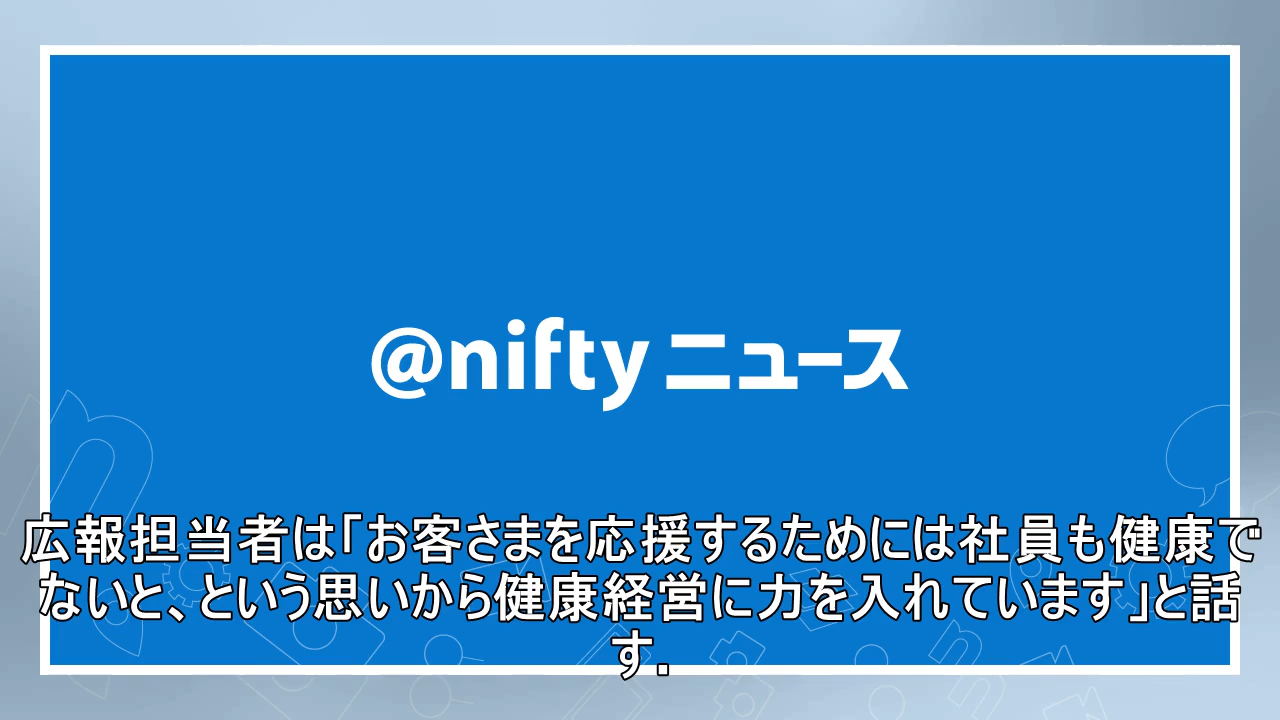 @nifty ニュース
広報担当者は「お客さまを応援するためには社員も健康で
ないと、という思いから健康経営に力を入れています」と話
す.